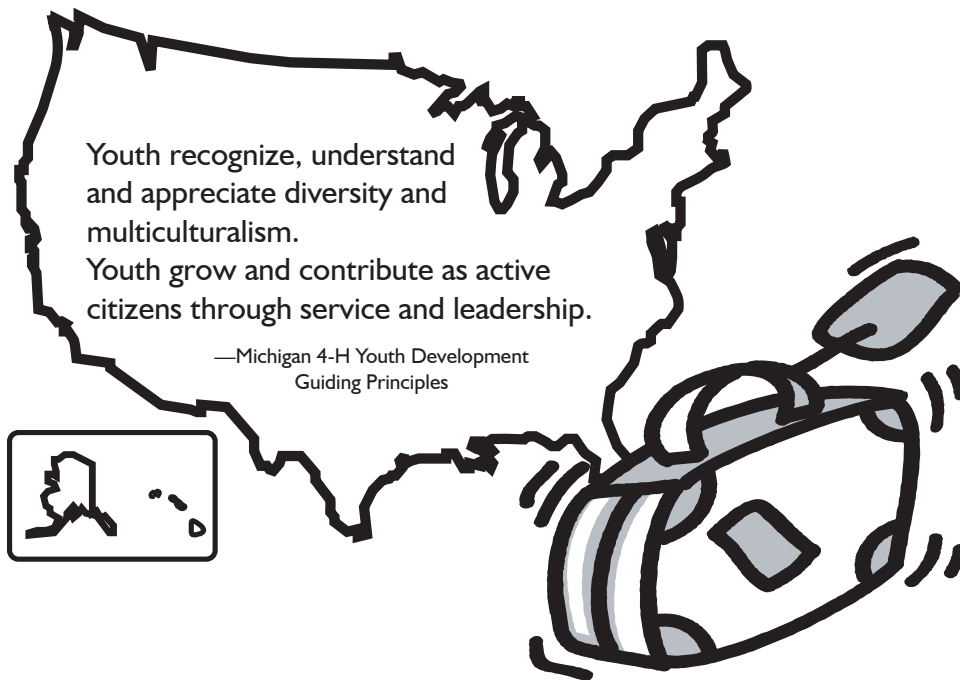 Youth recognize, understand
and appreciate diversity and
multiculturalism.
Youth grow and contribute as active
citizens through service and leadership.
—Michigan 4-H Youth Development
Guiding Principles